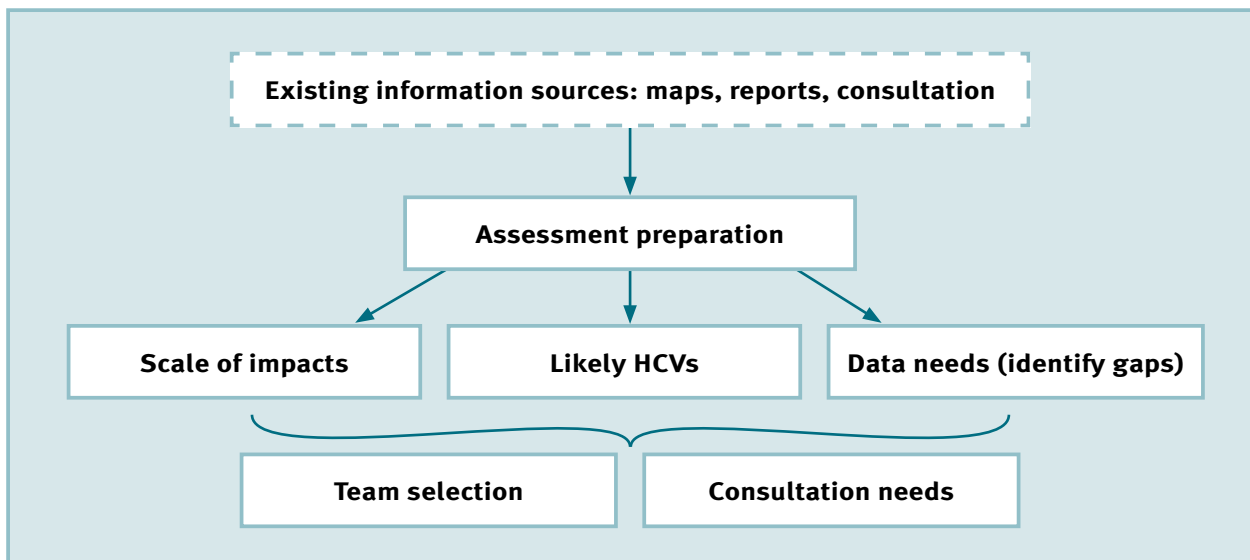 Existing information sources: maps, reports, consultation
Assessment preparation
Scale of impacts
Likely HCVs
Data needs (identify gaps)
Team selection
Consultation needs